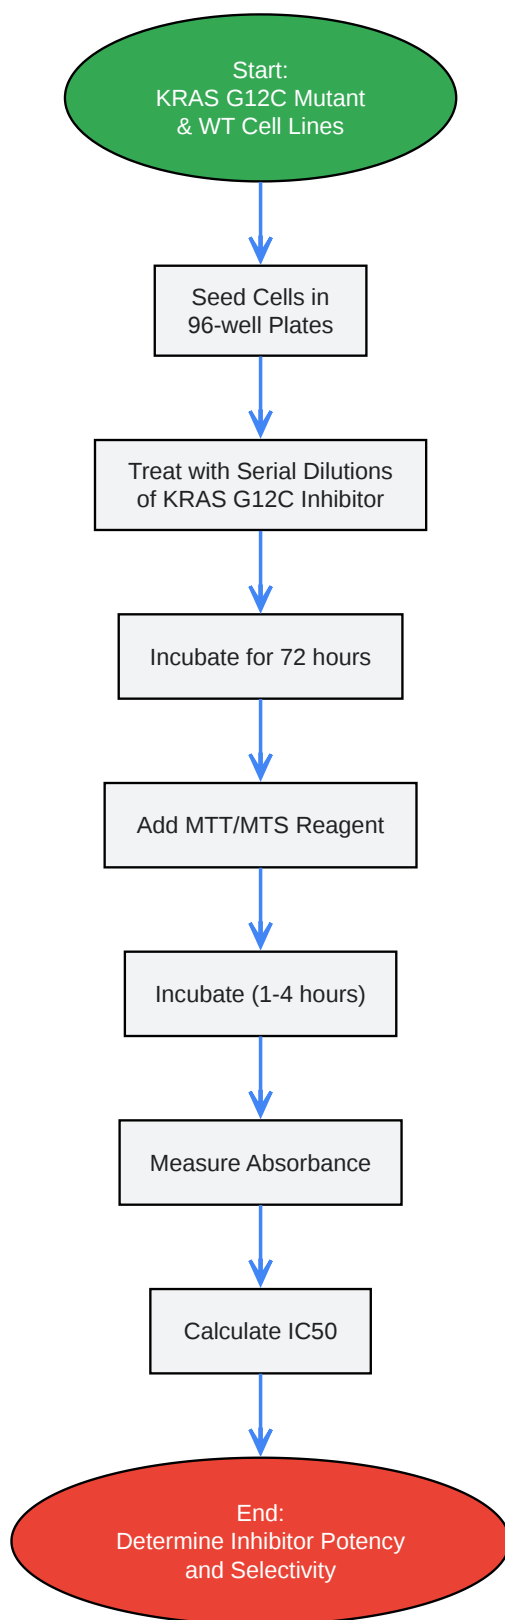 Start:
KRAS G12C Mutant
& WT Cell Lines
Seed Cells in
96-well Plates
Treat with Serial Dilutions
of KRAS G12C Inhibitor
Incubate for 72 hours
Add MTT/MTS Reagent
Incubate (1-4 hours)
Measure Absorbance
Calculate IC50
End:
Determine Inhibitor Potency
and Selectivity